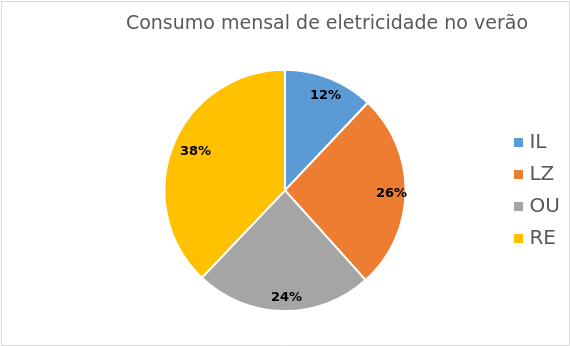 Consumo mensal de eletricidade no verão
12%
38%
26%
24%
IL
LZ
OU
RE